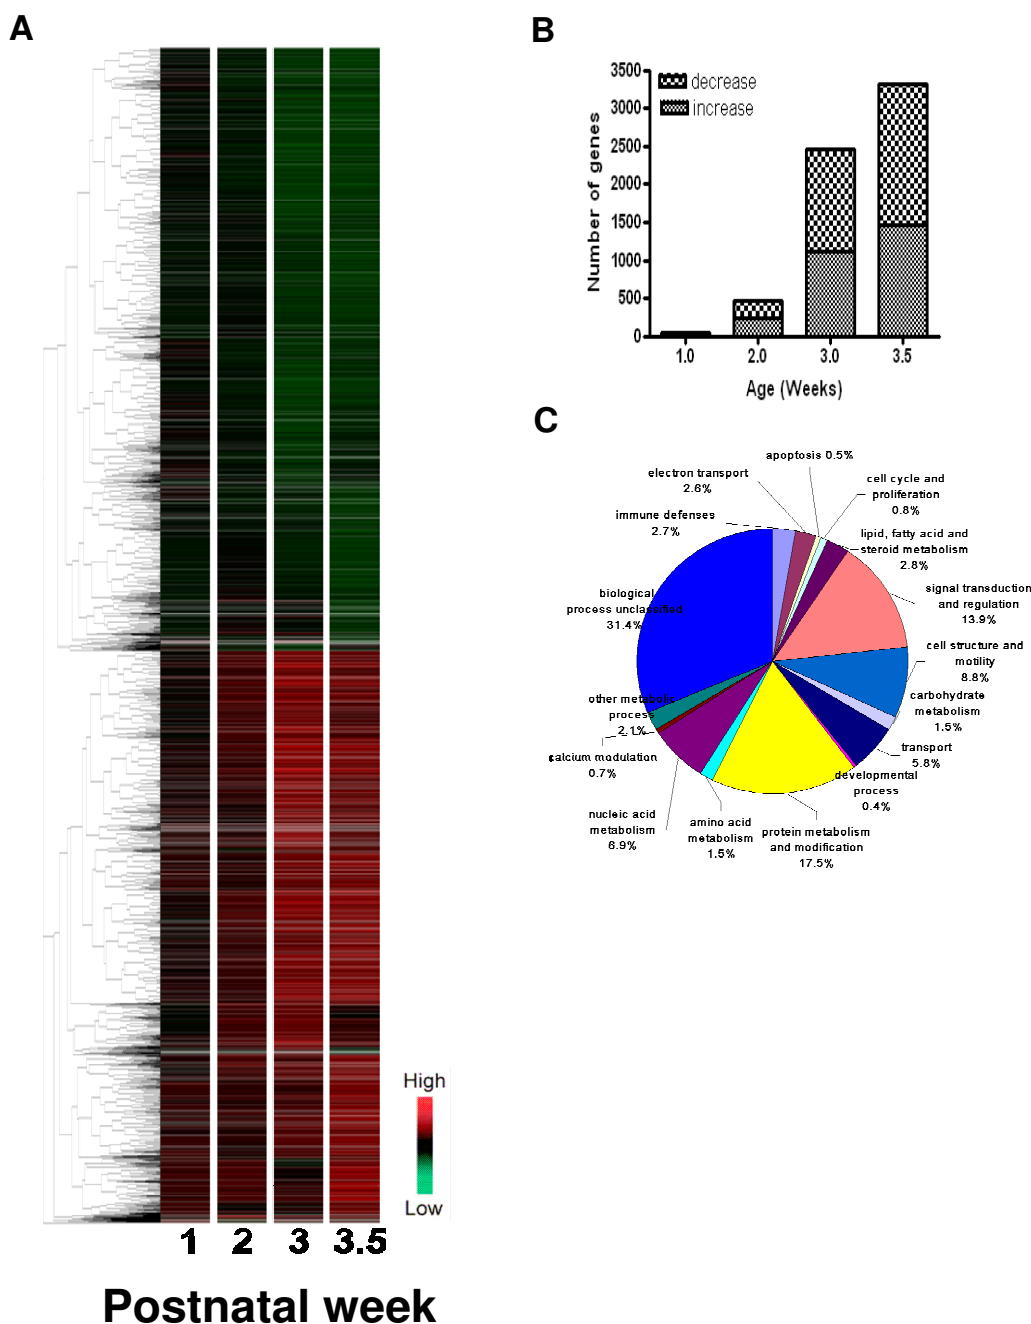 A
High
Low
1 2 3 3.5
Postnatal week
B
Number of genes
3500
3000
2500
2000
1500
1000
500
0
decrease
increase
1.0 2.0 3.0 3.5
Age (Weeks)
C
apoptosis 0.5%
electron transport
2.6%
cell cycle and
proliferation
0.8%
immune defenses
2.7%
lipid, fatty acid and
steroid metabolism
2.8%
signal transduction
and regulation
13.9%
biological
process unclassified
31.4%
cell structure and
motility
8.8%
carbohydrate
metabolism
1.5%
other metabolic
process
2.1%
transport
5.8%
calcium modulation
0.7%
developmental
process
0.4%
nucleic acid
metabolism
6.9%
amino acid
metabolism
1.5%
protein metabolism
and modification
17.5%